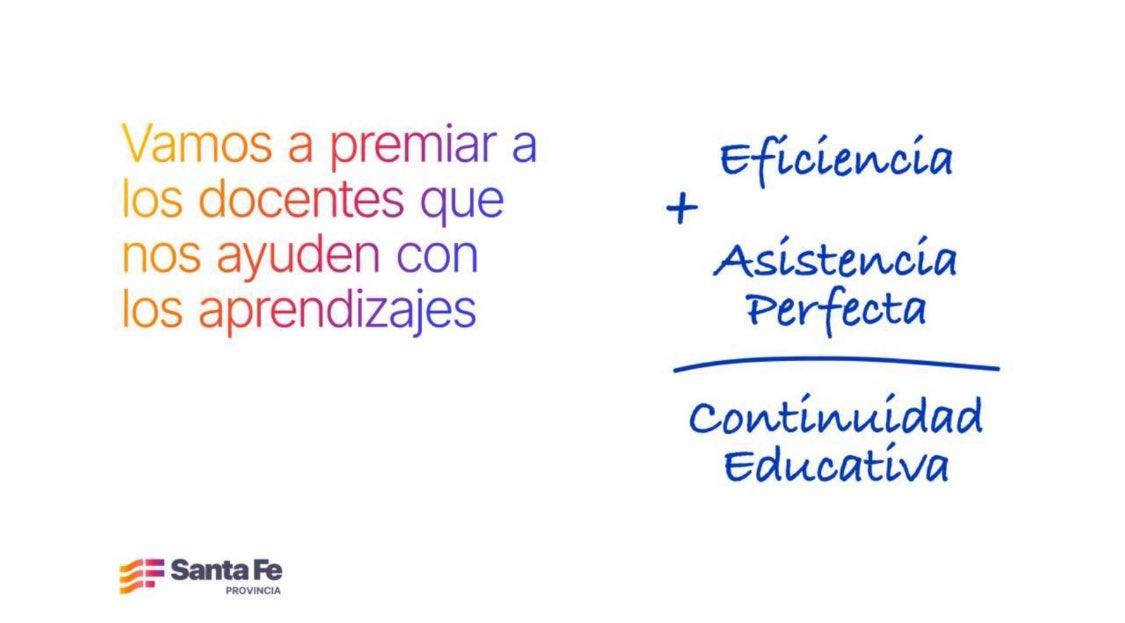 Vamos a premiar a
los docentes que
nos ayuden con
los aprendizajes
Eficiencia
+
Asistencia
Perfecta
Continuidad
Educativa
Santa Fe
PROVINCIA